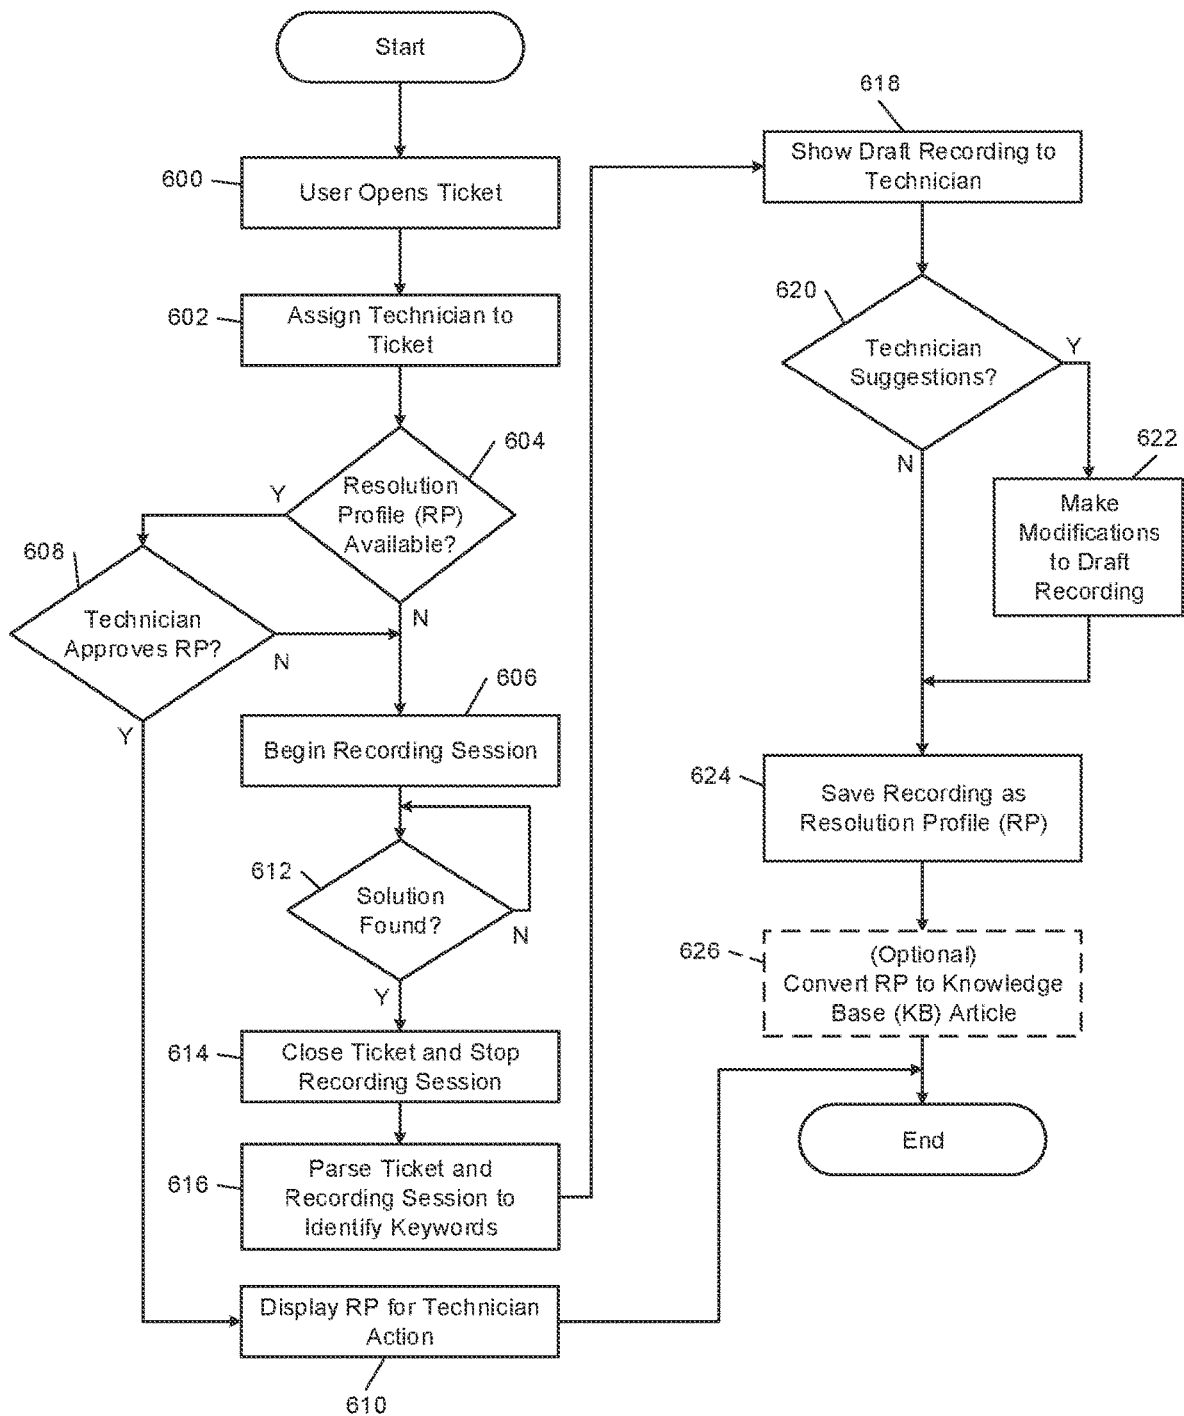 Start
600
User Opens Ticket
602
Assign Technician to
Ticket
604
Resolution
Profile (RP)
Available?
Y
N
608
Technician
Approves RP?
N
Y
606
Begin Recording Session
612
Solution
Found?
N
Y
614
Close Ticket and Stop
Recording Session
616
Parse Ticket and
Recording Session to
Identify Keywords
Display RP for Technician
Action
610
618
Show Draft Recording to
Technician
620
Technician
Suggestions?
Y
N
622
Make
Modifications
to Draft
Recording
624
Save Recording as
Resolution Profile (RP)
626
(Optional)
Convert RP to Knowledge
Base (KB) Article
End